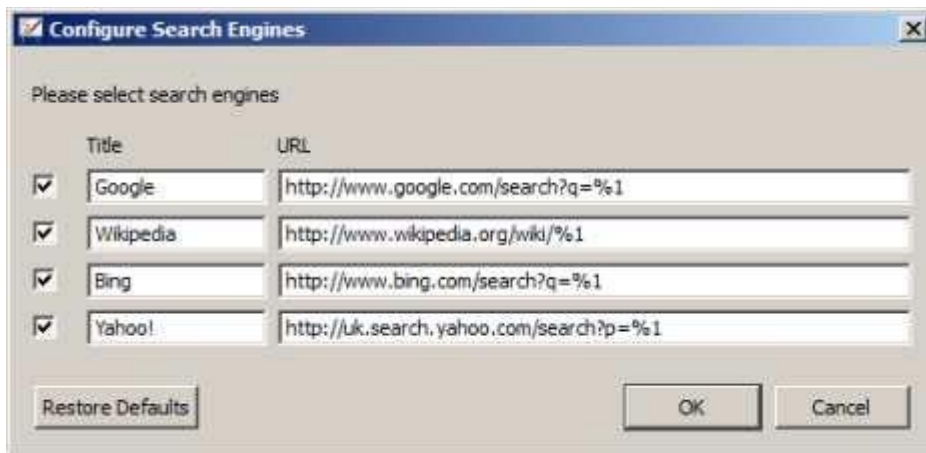 Configure Search Engines
Please select search engines
Title URL
Google http://www.google.com/search?q=%1
Wikipedia http://www.wikipedia.org/wiki/%1
Bing http://www.bing.com/search?q=%1
Yahoo! http://uk.search.yahoo.com/search?p=%1
Restore Defaults OK Cancel